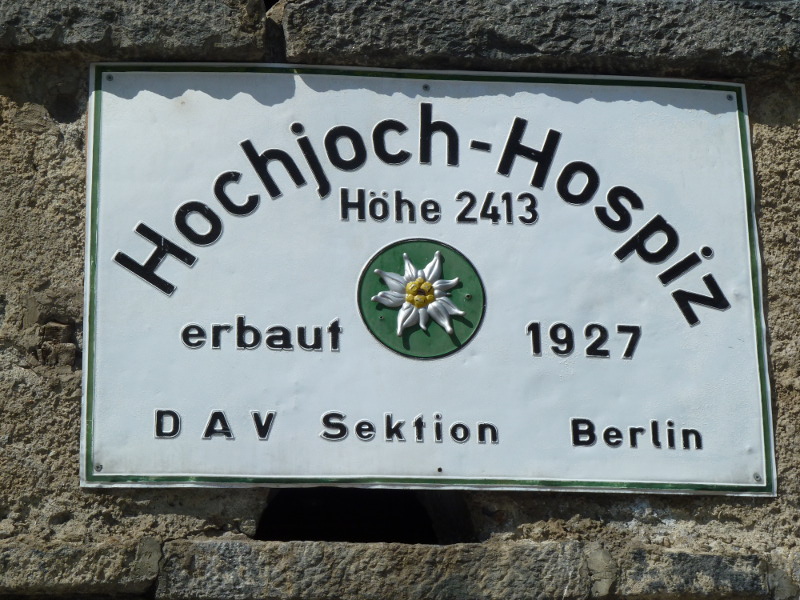 Hochjoch-Hospiz
Höhe 2413
erbaut 1927
DAV Sektion Berlin